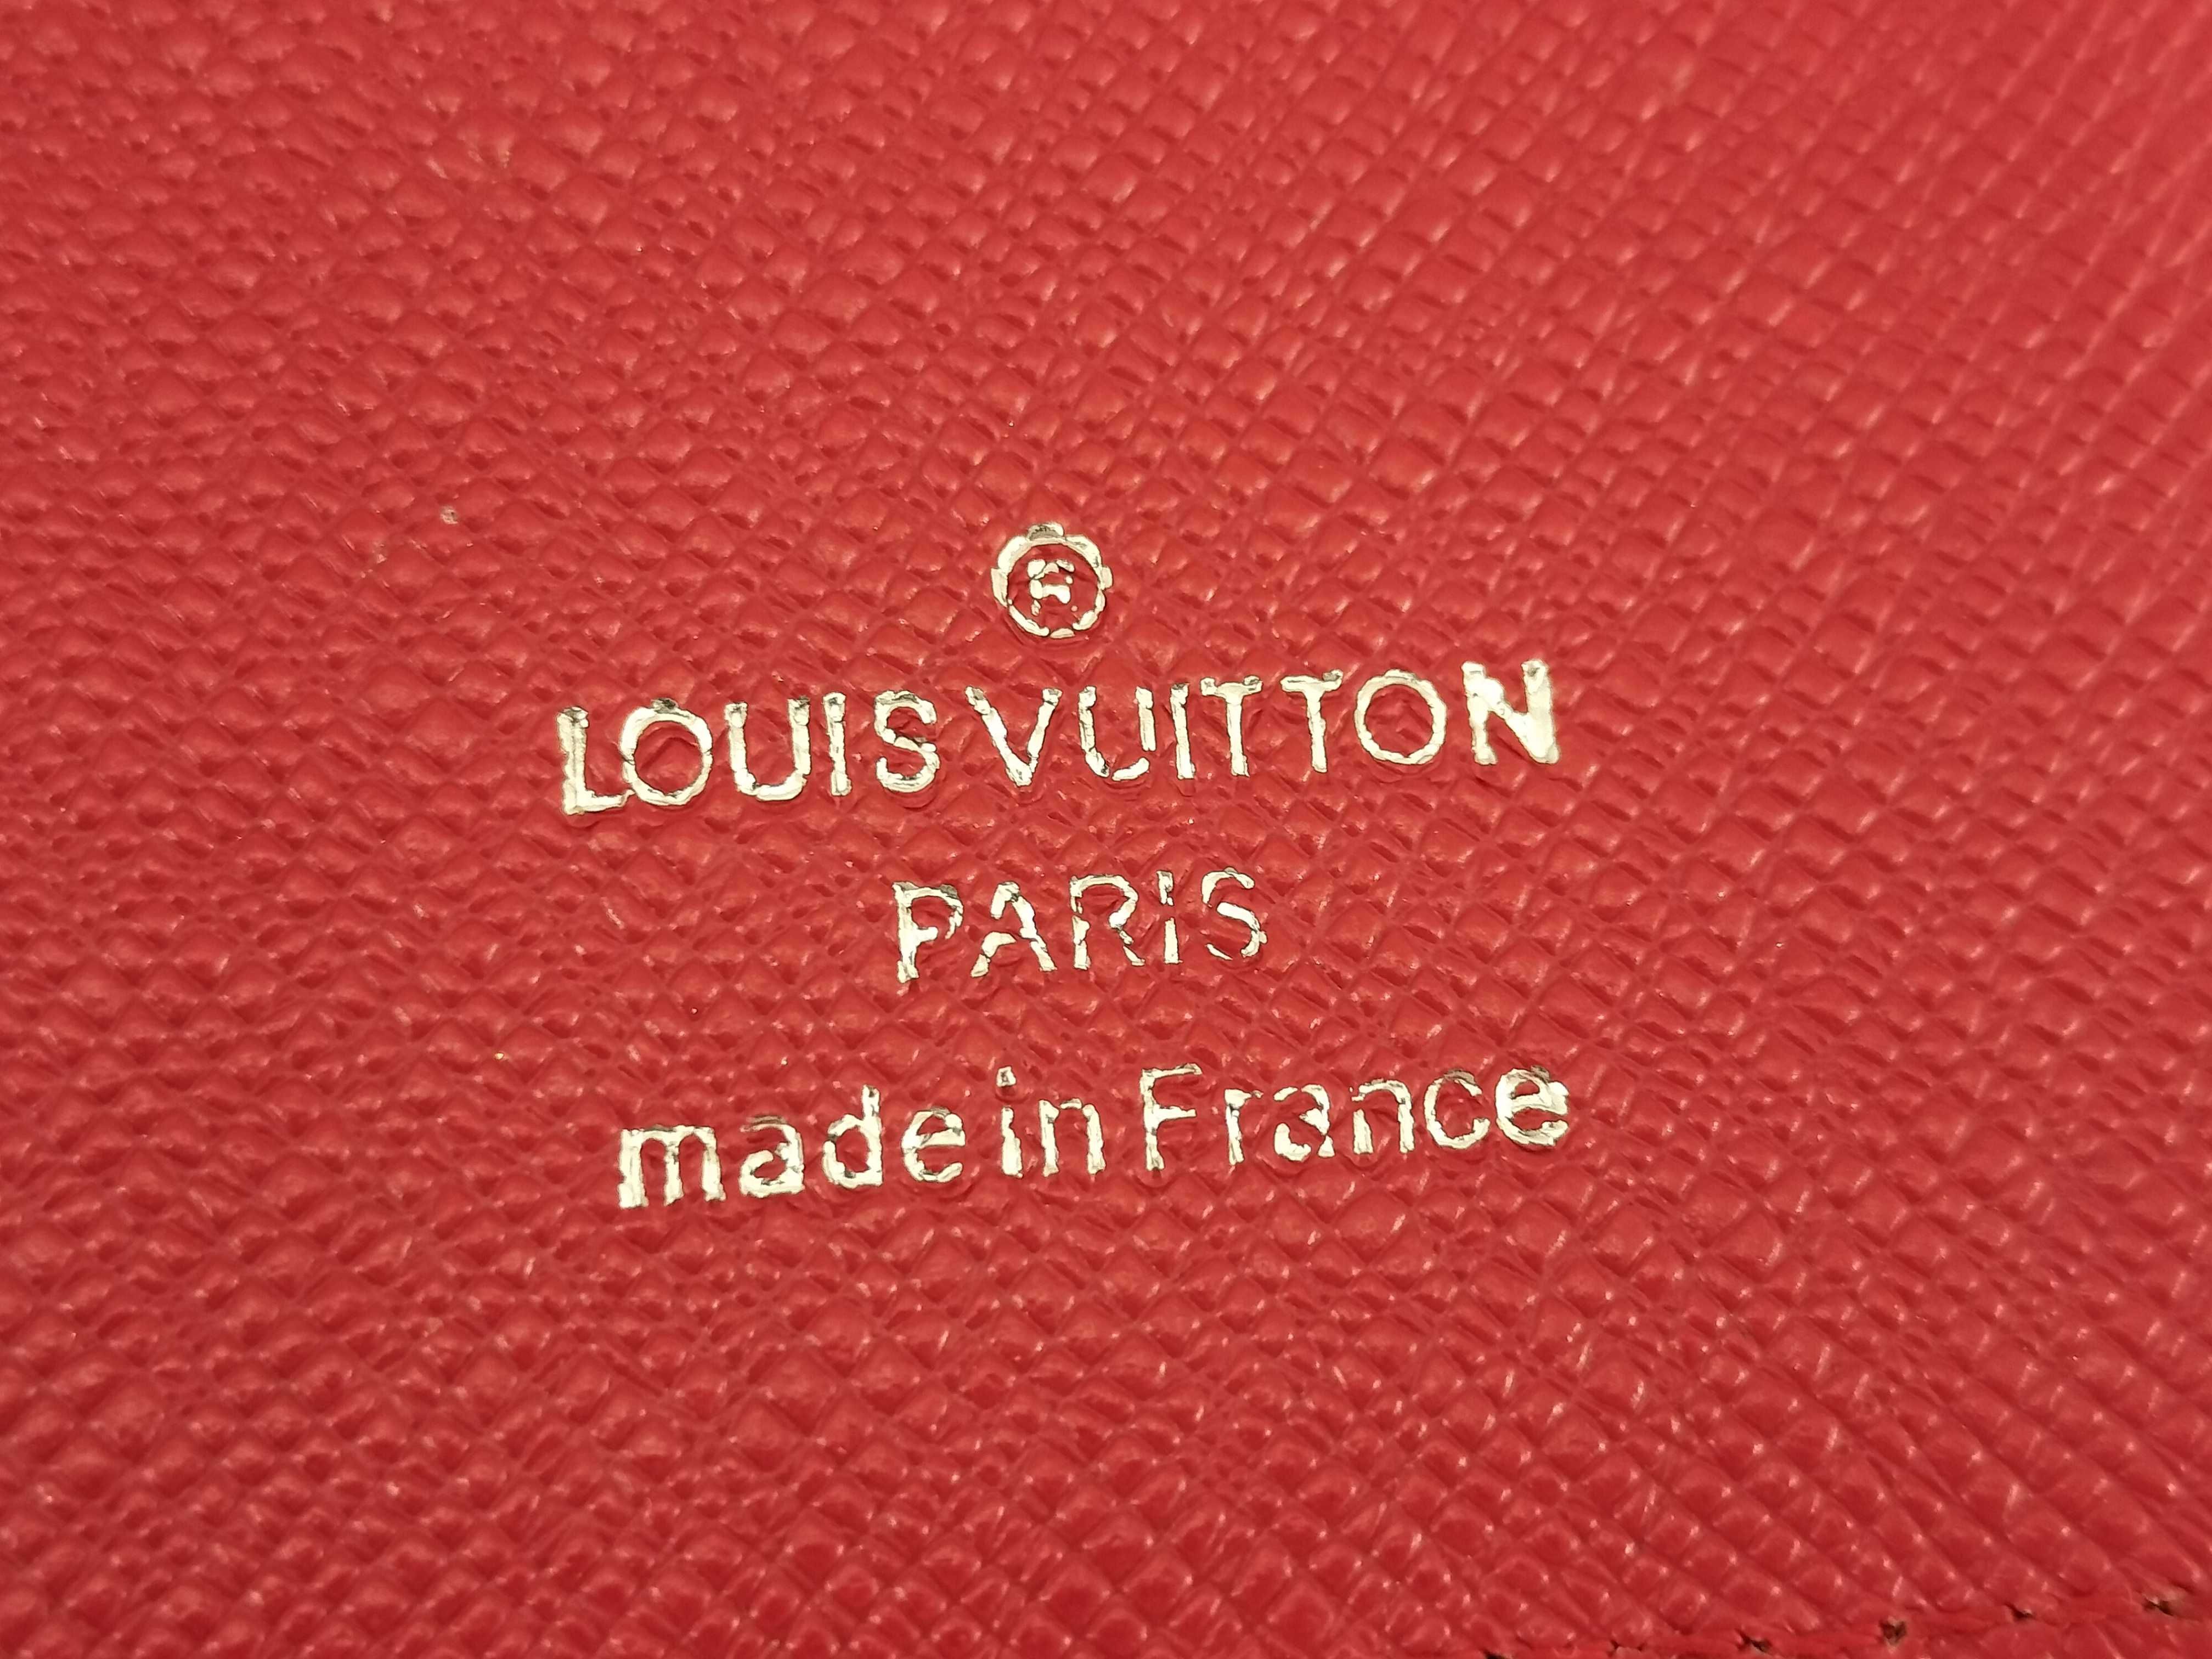 ®
LOUIS VUITTON
PARIS
made in France